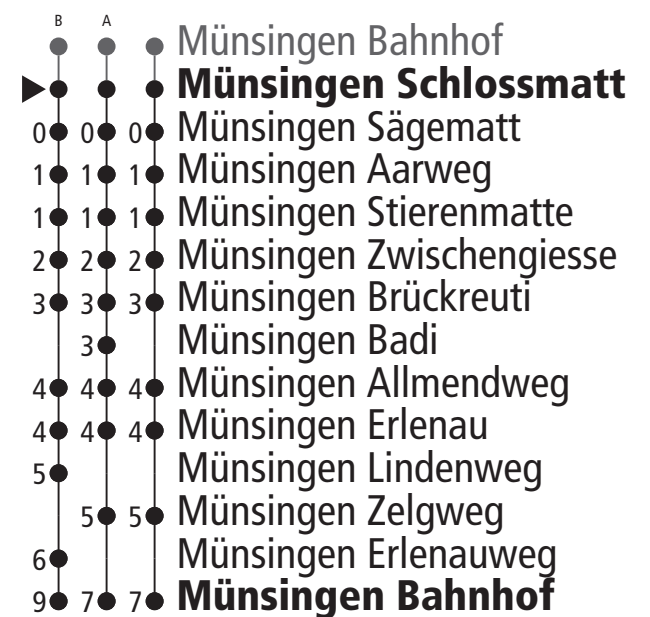 B A
Münsingen Bahnhof
Münsingen Schlossmatt
0 0 0 Münsingen Sägematt
1 1 1 Münsingen Aarweg
1 1 1 Münsingen Stierenmatte
2 2 2 Münsingen Zwischengiesse
3 3 3 Münsingen Brückreuti
3 Münsingen Badi
4 4 4 Münsingen Allmendweg
4 4 4 Münsingen Erlenau
5 Münsingen Lindenweg
5 5 Münsingen Zelgweg
6 Münsingen Erlenauweg
9 7 7 Münsingen Bahnhof